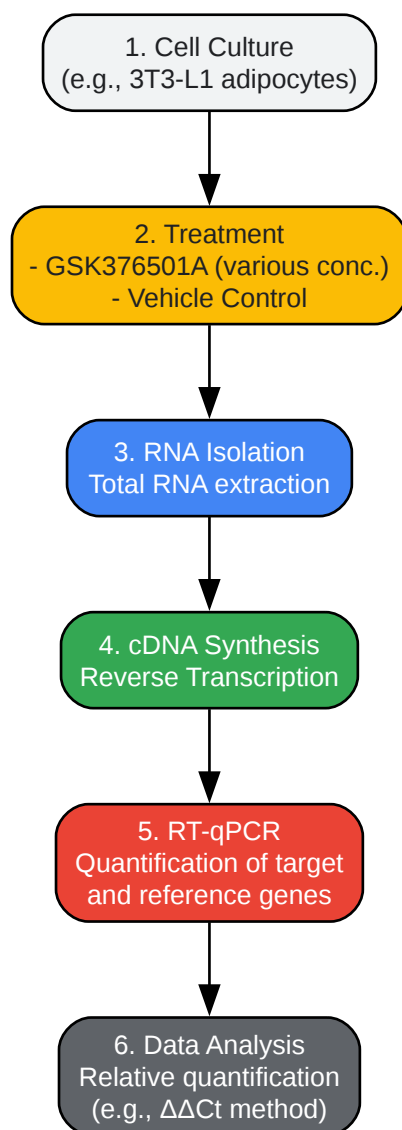 1. Cell Culture
(e.g., 3T3-L1 adipocytes)
2. Treatment
- GSK376501A (various conc.)
- Vehicle Control
3. RNA Isolation
Total RNA extraction
4. cDNA Synthesis
Reverse Transcription
5. RT-qPCR
Quantification of target
and reference genes
6. Data Analysis
Relative quantification
(e.g., ΔΔCt method)